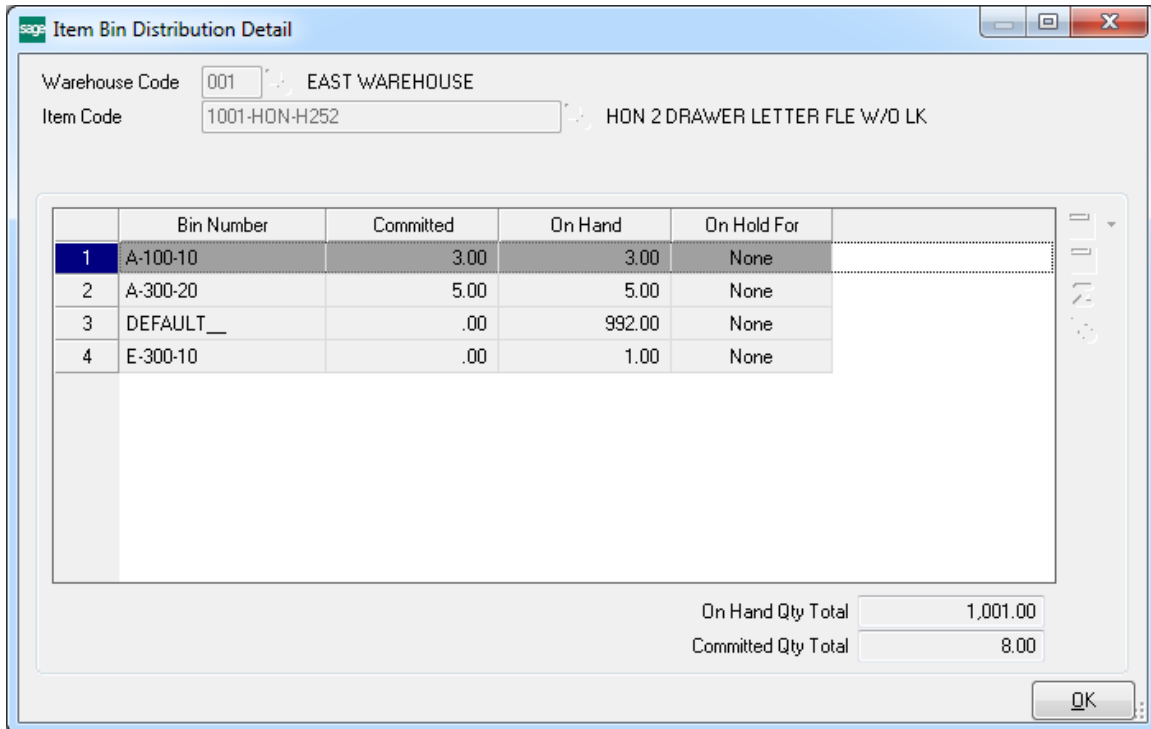 sage Item Bin Distribution Detail
Warehouse Code 001 EAST WAREHOUSE
Item Code 1001-HON-H252 HON 2 DRAWER LETTER FLE W/O LK
Bin Number Committed On Hand On Hold For
1 A-100-10 3.00 3.00 None
2 A-300-20 5.00 5.00 None
3 DEFAULT__ .00 992.00 None
4 E-300-10 .00 1.00 None
On Hand Qty Total 1,001.00
Committed Qty Total 8.00
OK